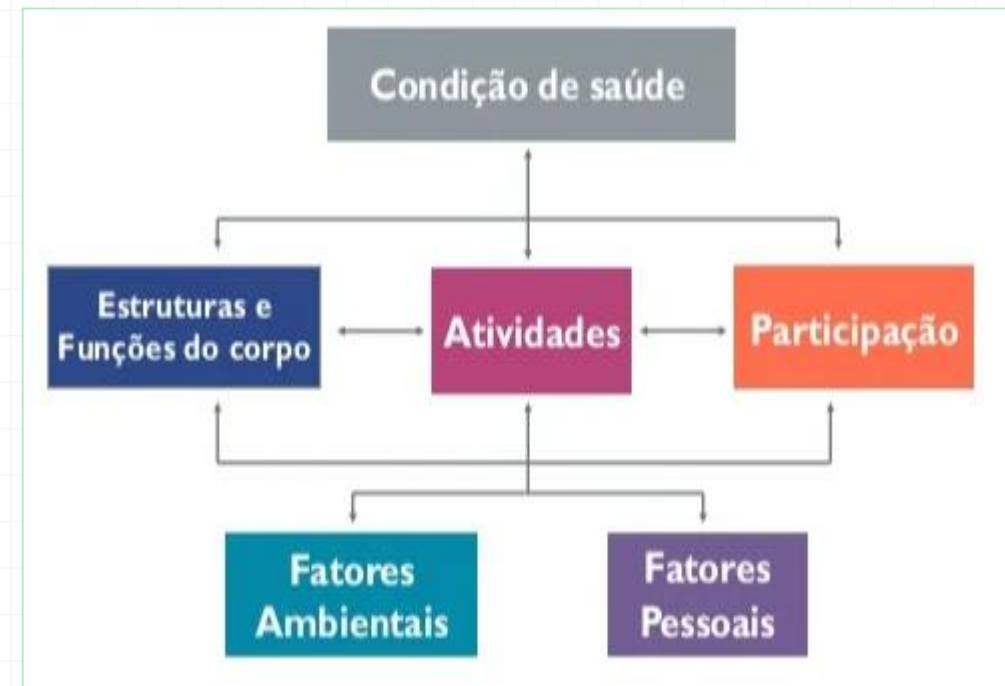 Condição de saúde
Estruturas e
Funções do corpo
Atividades
Participação
Fatores
Ambientais
Fatores
Pessoais